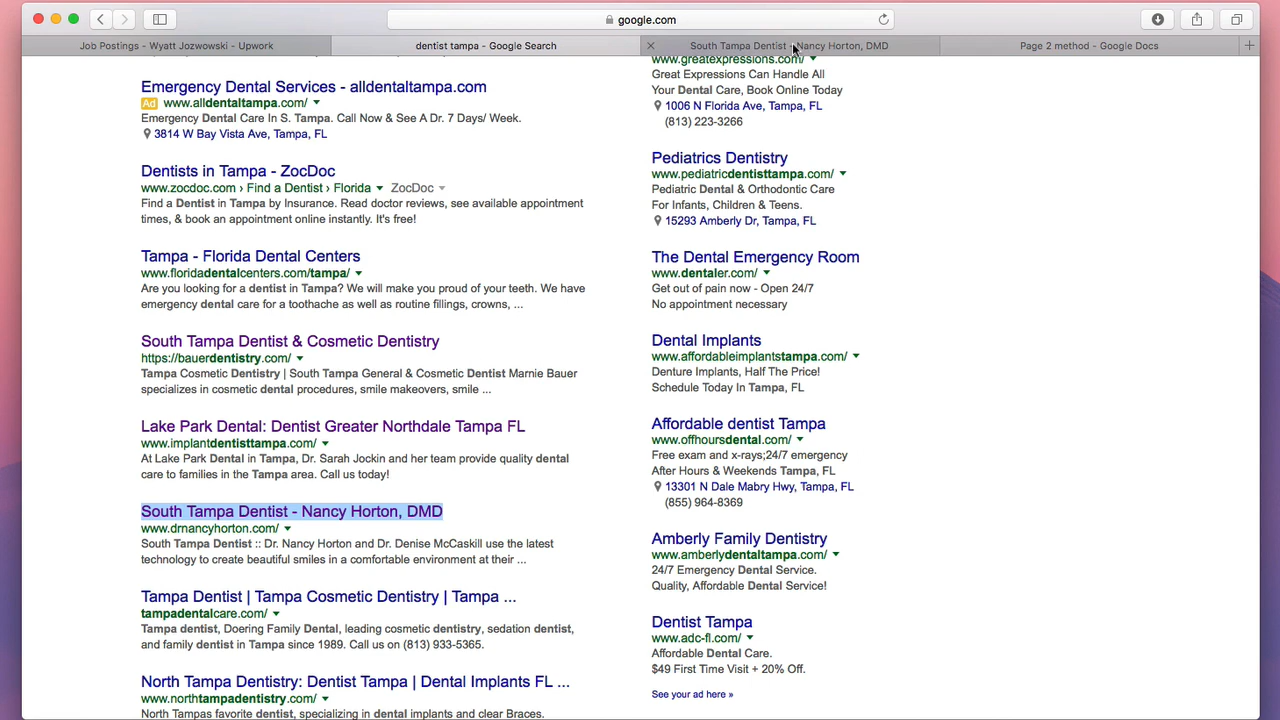 google.com
Job Postings - Wyatt Jozwowski - Upwork
dentist tampa - Google Search
South Tampa Dentist - Nancy Horton, DMD
Page 2 method - Google Docs
Emergency Dental Services - alldentaltampa.com
Ad www.alldentaltampa.com/
Emergency Dental Care In S. Tampa. Call Now & See A Dr. 7 Days/ Week.
3814 W Bay Vista Ave, Tampa, FL
Dentists in Tampa - ZocDoc
www.zocdoc.com › Find a Dentist › Florida ZocDoc
Find a Dentist in Tampa by Insurance. Read doctor reviews, see available appointment
times, & book an appointment online instantly. It's free!
Tampa - Florida Dental Centers
www.floridadentalcenters.com/tampa/
Are you looking for a dentist in Tampa? We will make you proud of your teeth. We have
emergency dental care for a toothache as well as routine fillings, crowns, ...
South Tampa Dentist & Cosmetic Dentistry
https://bauerdentistry.com/
Tampa Cosmetic Dentistry | South Tampa General & Cosmetic Dentist Marnie Bauer
specializes in cosmetic dental procedures, smile makeovers, smile ...
Lake Park Dental: Dentist Greater Northdale Tampa FL
www.implantdentisttampa.com/
At Lake Park Dental in Tampa, Dr. Sarah Jockin and her team provide quality dental
care to families in the Tampa area. Call us today!
South Tampa Dentist - Nancy Horton, DMD
www.drnancyhorton.com/
South Tampa Dentist :: Dr. Nancy Horton and Dr. Denise McCaskill use the latest
technology to create beautiful smiles in a comfortable environment at their ...
Tampa Dentist | Tampa Cosmetic Dentistry | Tampa ...
tampadentalcare.com/
Tampa dentist, Doering Family Dental, leading cosmetic dentistry, sedation dentist,
and family dentist in Tampa since 1989. Call us on (813) 933-5365.
North Tampa Dentistry: Dentist Tampa | Dental Implants FL ...
www.northtampadentistry.com/
North Tampas favorite dentist, specializing in dental implants and clear Braces.
www.greatexpressions.com/
Great Expressions Can Handle All
Your Dental Care, Book Online Today
1006 N Florida Ave, Tampa, FL
(813) 223-3266
Pediatrics Dentistry
www.pediatricdentisttampa.com/
Pediatric Dental & Orthodontic Care
For Infants, Children & Teens.
15293 Amberly Dr, Tampa, FL
The Dental Emergency Room
www.dentaler.com/
Get out of pain now - Open 24/7
No appointment necessary
Dental Implants
www.affordableimplantstampa.com/
Denture Implants, Half The Price!
Schedule Today In Tampa, FL
Affordable dentist Tampa
www.offhoursdental.com/
Free exam and x-rays;24/7 emergency
After Hours & Weekends Tampa, FL
13301 N Dale Mabry Hwy, Tampa, FL
(855) 964-8369
Amberly Family Dentistry
www.amberlydentaltampa.com/
24/7 Emergency Dental Service.
Quality, Affordable Dental Service!
Dentist Tampa
www.adc-fl.com/
Affordable Dental Care.
$49 First Time Visit + 20% Off.
See your ad here »